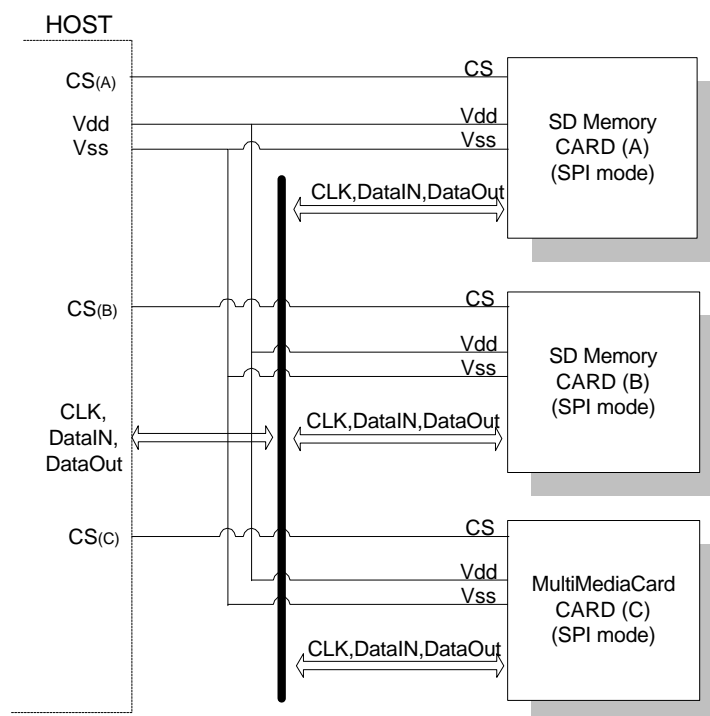 HOST
CS(A)
Vdd
Vss
CS
Vdd
Vss
SD Memory
CARD (A)
(SPI mode)
CLK,DataIN,DataOut
CS(B)
CS
Vdd
Vss
SD Memory
CARD (B)
(SPI mode)
CLK,
DataIN,
DataOut
CLK,DataIN,DataOut
CS(C)
CS
Vdd
Vss
MultiMediaCard
CARD (C)
(SPI mode)
CLK,DataIN,DataOut